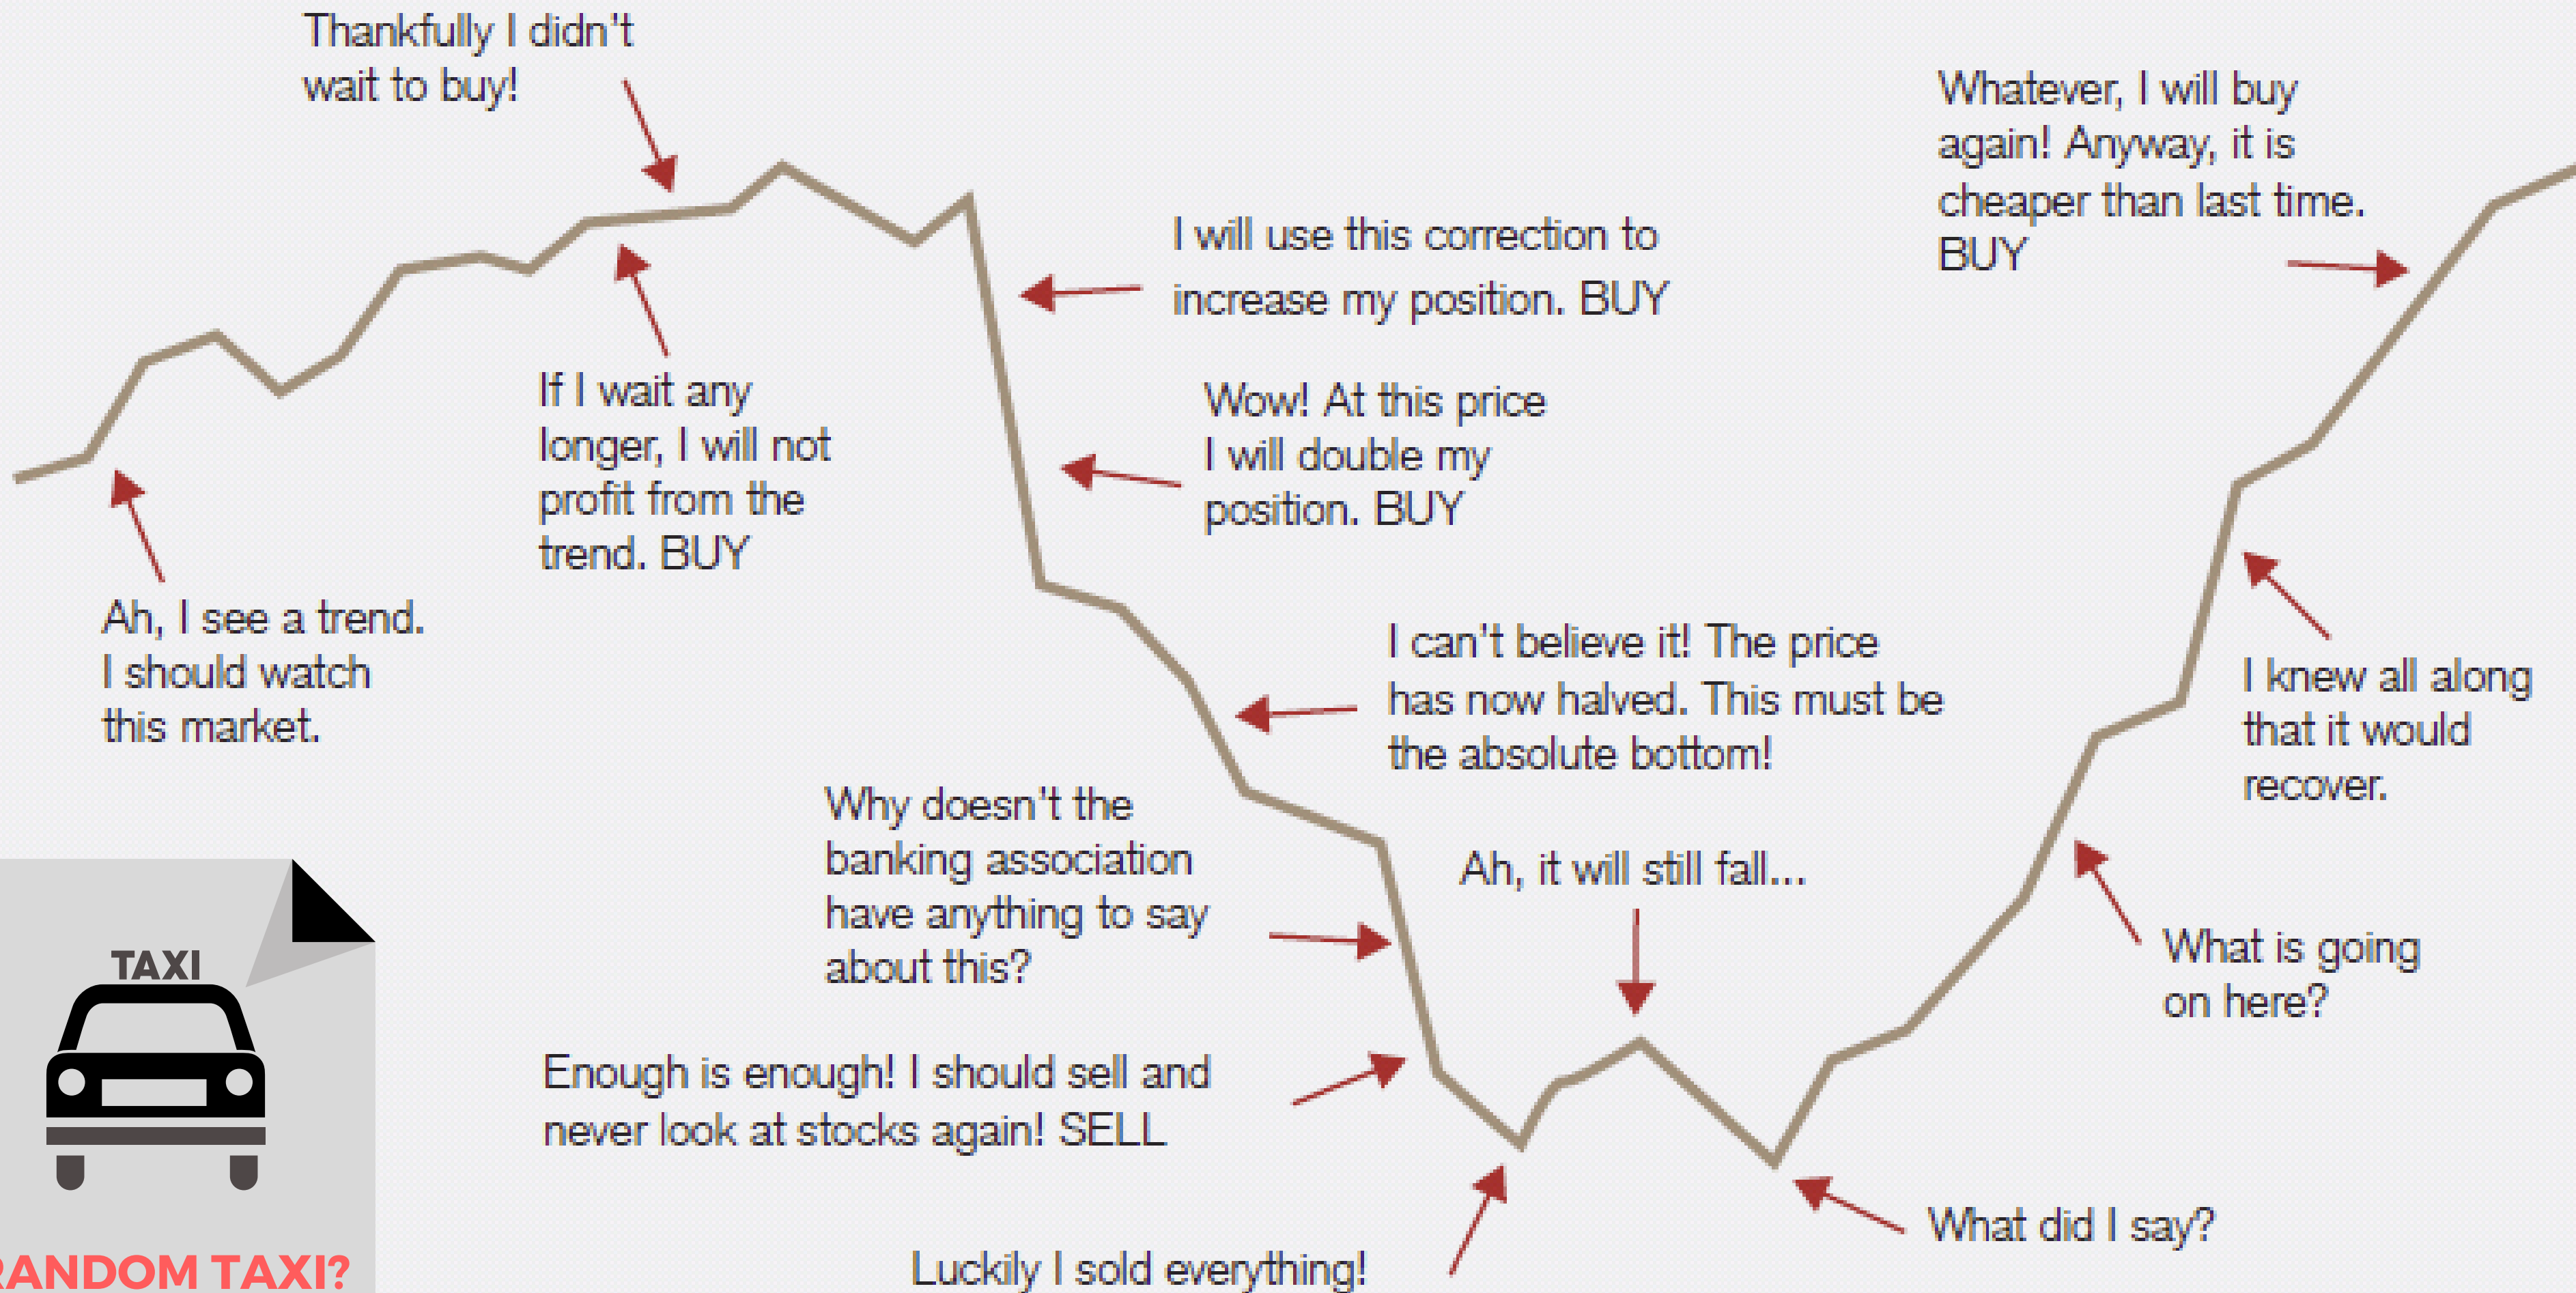 Thankfully I didn't
wait to buy!
Ah, I see a trend.
I should watch
this market.
If I wait any
longer, I will not
profit from the
trend. BUY
I will use this correction to
increase my position. BUY
Wow! At this price
I will double my
position. BUY
I can't believe it! The price
has now halved. This must be
the absolute bottom!
Why doesn't the
banking association
have anything to say
about this?
Enough is enough! I should sell and
never look at stocks again! SELL
Luckily I sold everything!
Ah, it will still fall...
What did I say?
What is going
on here?
I knew all along
that it would
recover.
Whatever, I will buy
again! Anyway, it is
cheaper than last time.
BUY
TAXI
RANDOM TAXI?